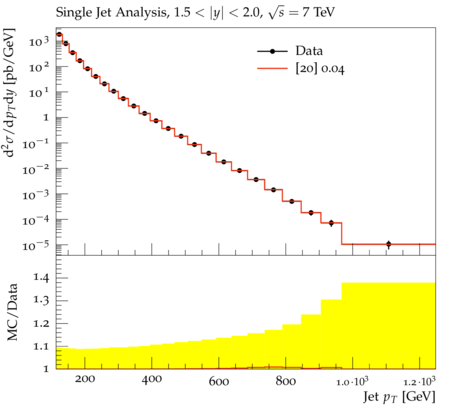 Single Jet Analysis, 1.5 < |y| < 2.0, √s = 7 TeV
d²σ/dp_T dy [pb/GeV]
10³
10²
10¹
1
10⁻¹
10⁻²
10⁻³
10⁻⁴
10⁻⁵
Data
[20] 0.04
MC/Data
1.4
1.3
1.2
1.1
1
200 400 600 800 1.0·10³ 1.2·10³
Jet p_T [GeV]